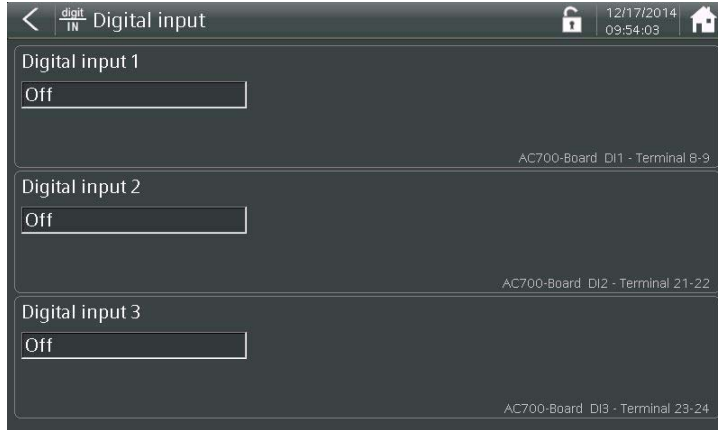 digit IN Digital input
12/17/2014
09:54:03
Digital input 1
Off
AC700-Board DI1 - Terminal 8-9
Digital input 2
Off
AC700-Board DI2 - Terminal 21-22
Digital input 3
Off
AC700-Board DI3 - Terminal 23-24